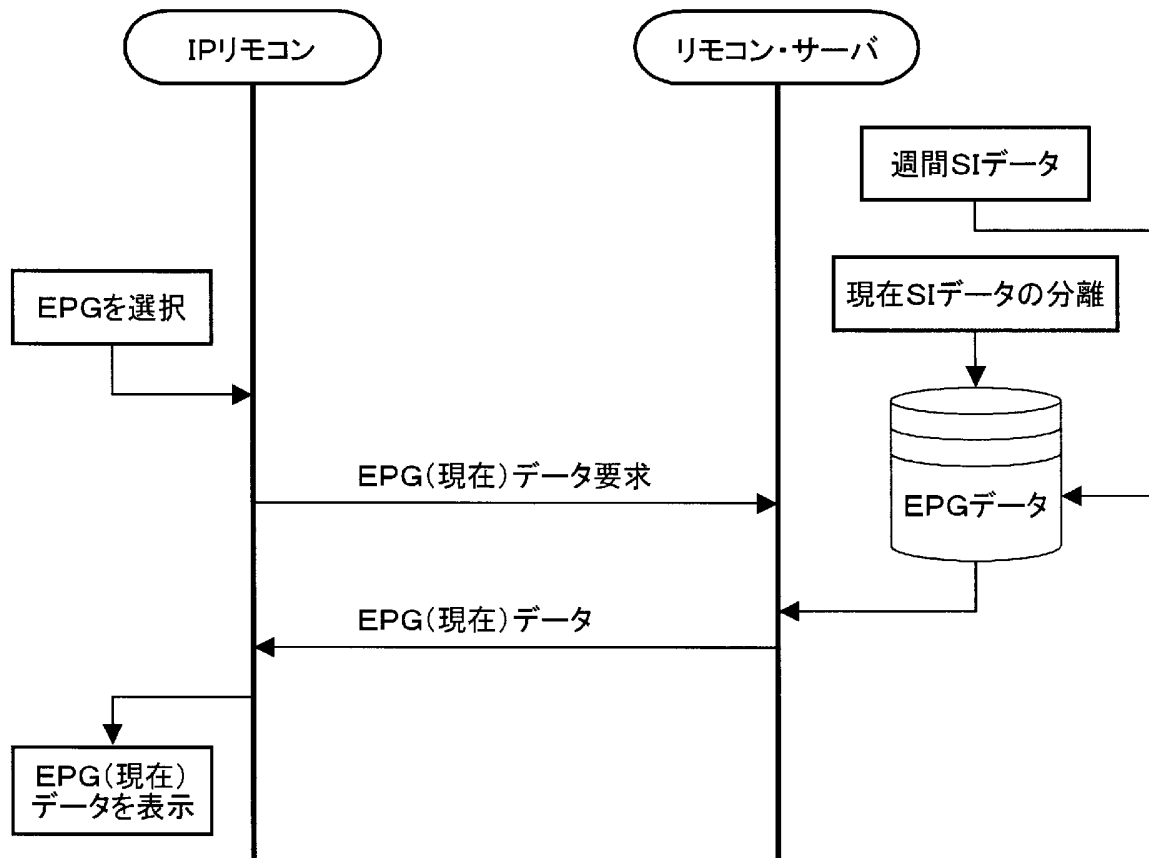 IPリモコン
リモコン・サーバ
週間SIデータ
現在SIデータの分離
EPGを選択
EPG(現在)データ要求
EPGデータ
EPG(現在)データ
EPG(現在)
データを表示